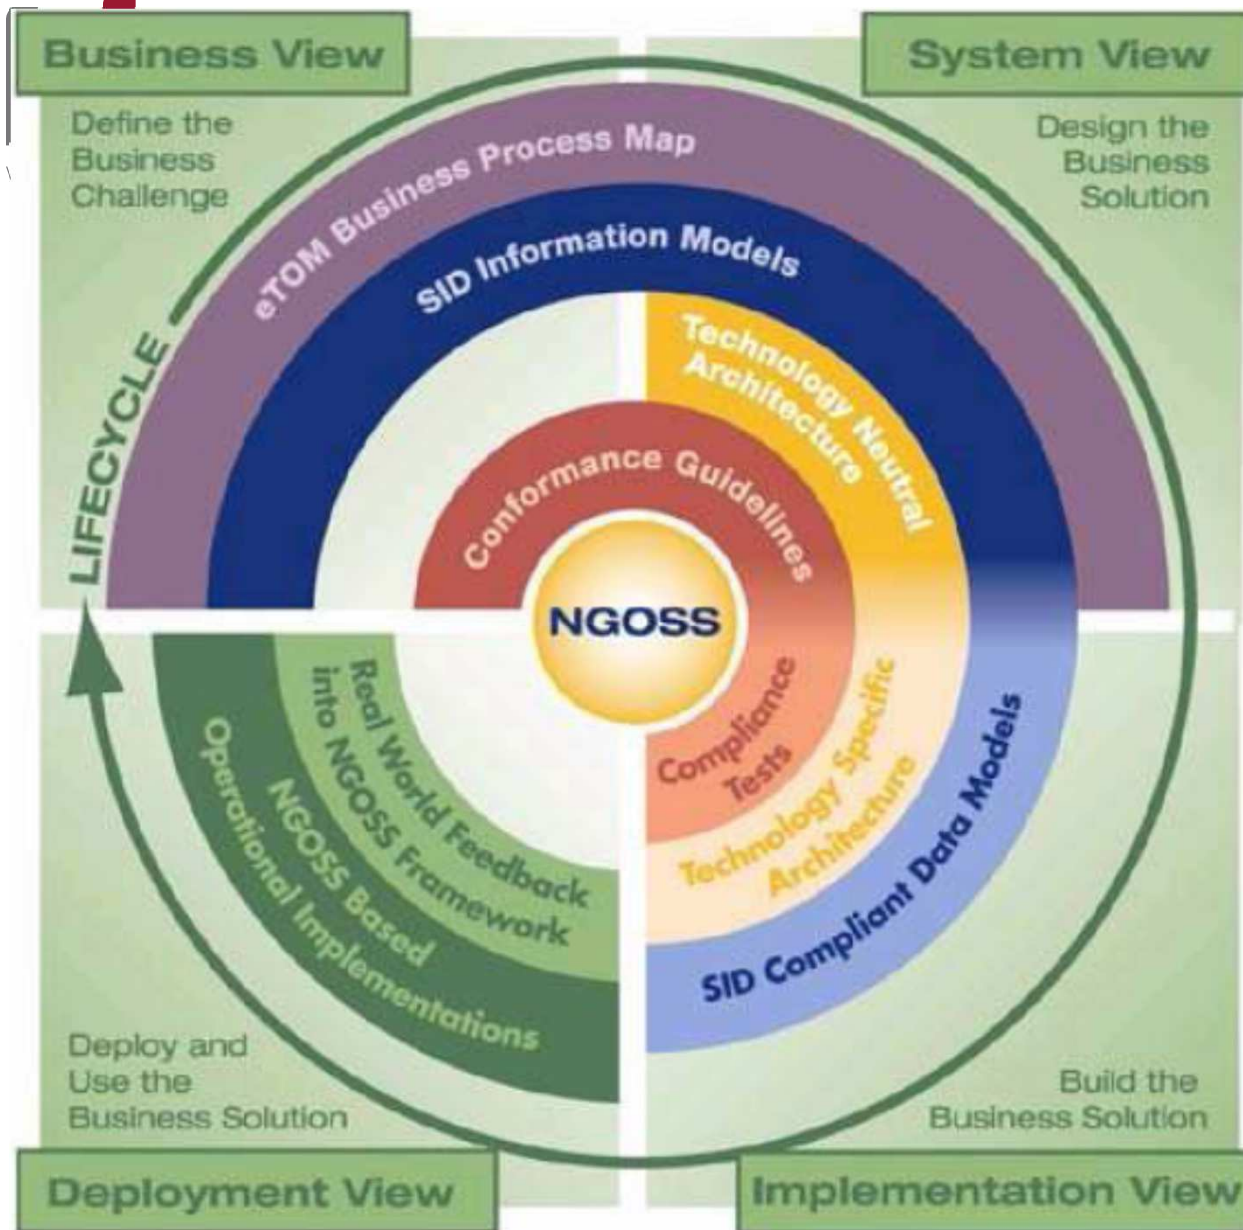 Business View
System View
Define the
Business
Challenge
Design the
Business
Solution
LIFECYCLE
eTOM Business Process Map
SID Information Models
Technology Neutral
Architecture
Conformance Guidelines
NGOSS
Compliance
Tests
Technology Specific
Architecture
SID Compliant Data Models
Real World Feedback
into NGOSS Framework
NGOSS Based
Operational Implementations
Deploy and
Use the
Business Solution
Build the
Business Solution
Deployment View
Implementation View